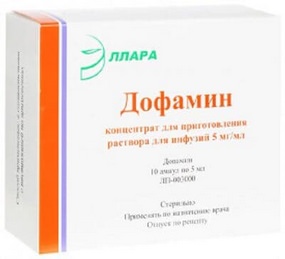 ЭЛЛАРА
Дофамин
концентрат для приготовления
раствора для инфузий 5 мг/мл
Допамин
10 ампул по 5 мл
Стерильно
Применять по назначению врача
Отпуск по рецепту